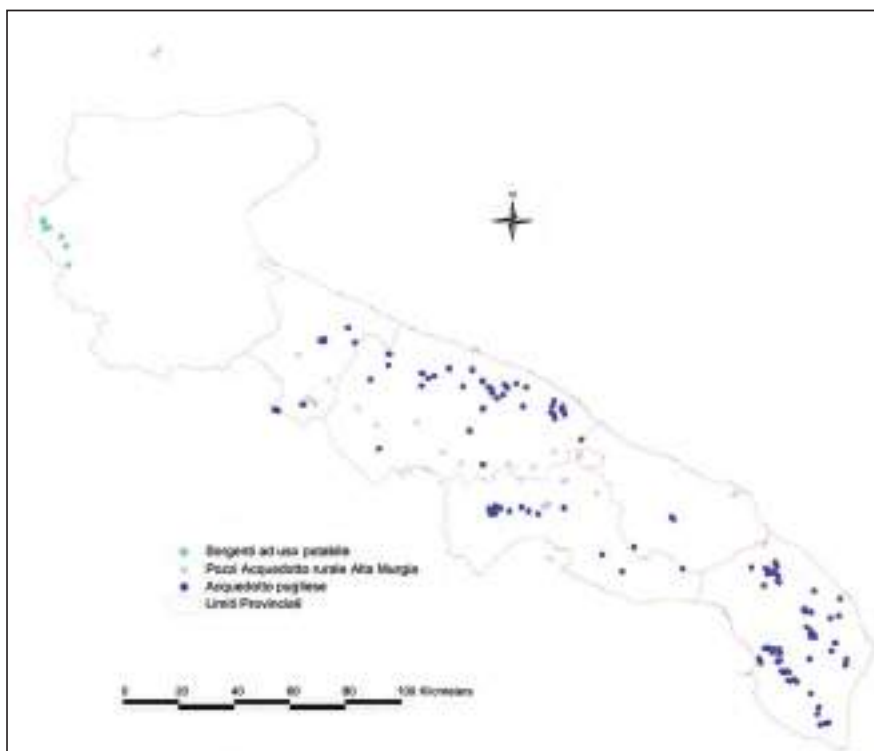 N
Sorgenti ad uso potabile
Pozzi Acquedotto rurale Alta Murgia
Acquedotto pugliese
Limiti Provinciali
0 20 40 60 80 100 Kilometers